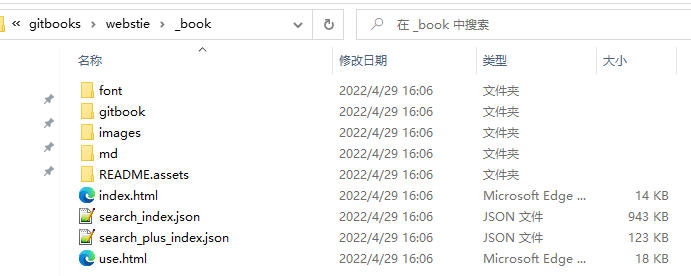 « gitbooks › webstie › _book 在 _book 中搜索
名称 修改日期 类型 大小
font 2022/4/29 16:06 文件夹
gitbook 2022/4/29 16:06 文件夹
images 2022/4/29 16:06 文件夹
md 2022/4/29 16:06 文件夹
README.assets 2022/4/29 16:06 文件夹
index.html 2022/4/29 16:06 Microsoft Edge ... 14 KB
search_index.json 2022/4/29 16:06 JSON 文件 943 KB
search_plus_index.json 2022/4/29 16:06 JSON 文件 123 KB
use.html 2022/4/29 16:06 Microsoft Edge ... 18 KB